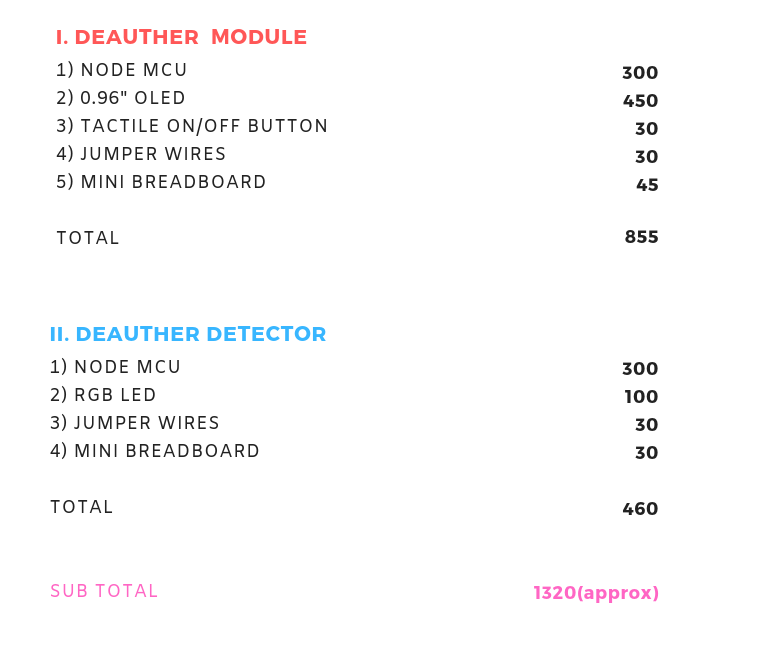 I. DEAUTHER  MODULE
1) NODE MCU 300
2) 0.96" OLED 450
3) TACTILE ON/OFF BUTTON 30
4) JUMPER WIRES 30
5) MINI BREADBOARD 45
TOTAL 855
II. DEAUTHER DETECTOR
1) NODE MCU 300
2) RGB LED 100
3) JUMPER WIRES 30
4) MINI BREADBOARD 30
TOTAL 460
SUB TOTAL 1320(approx)